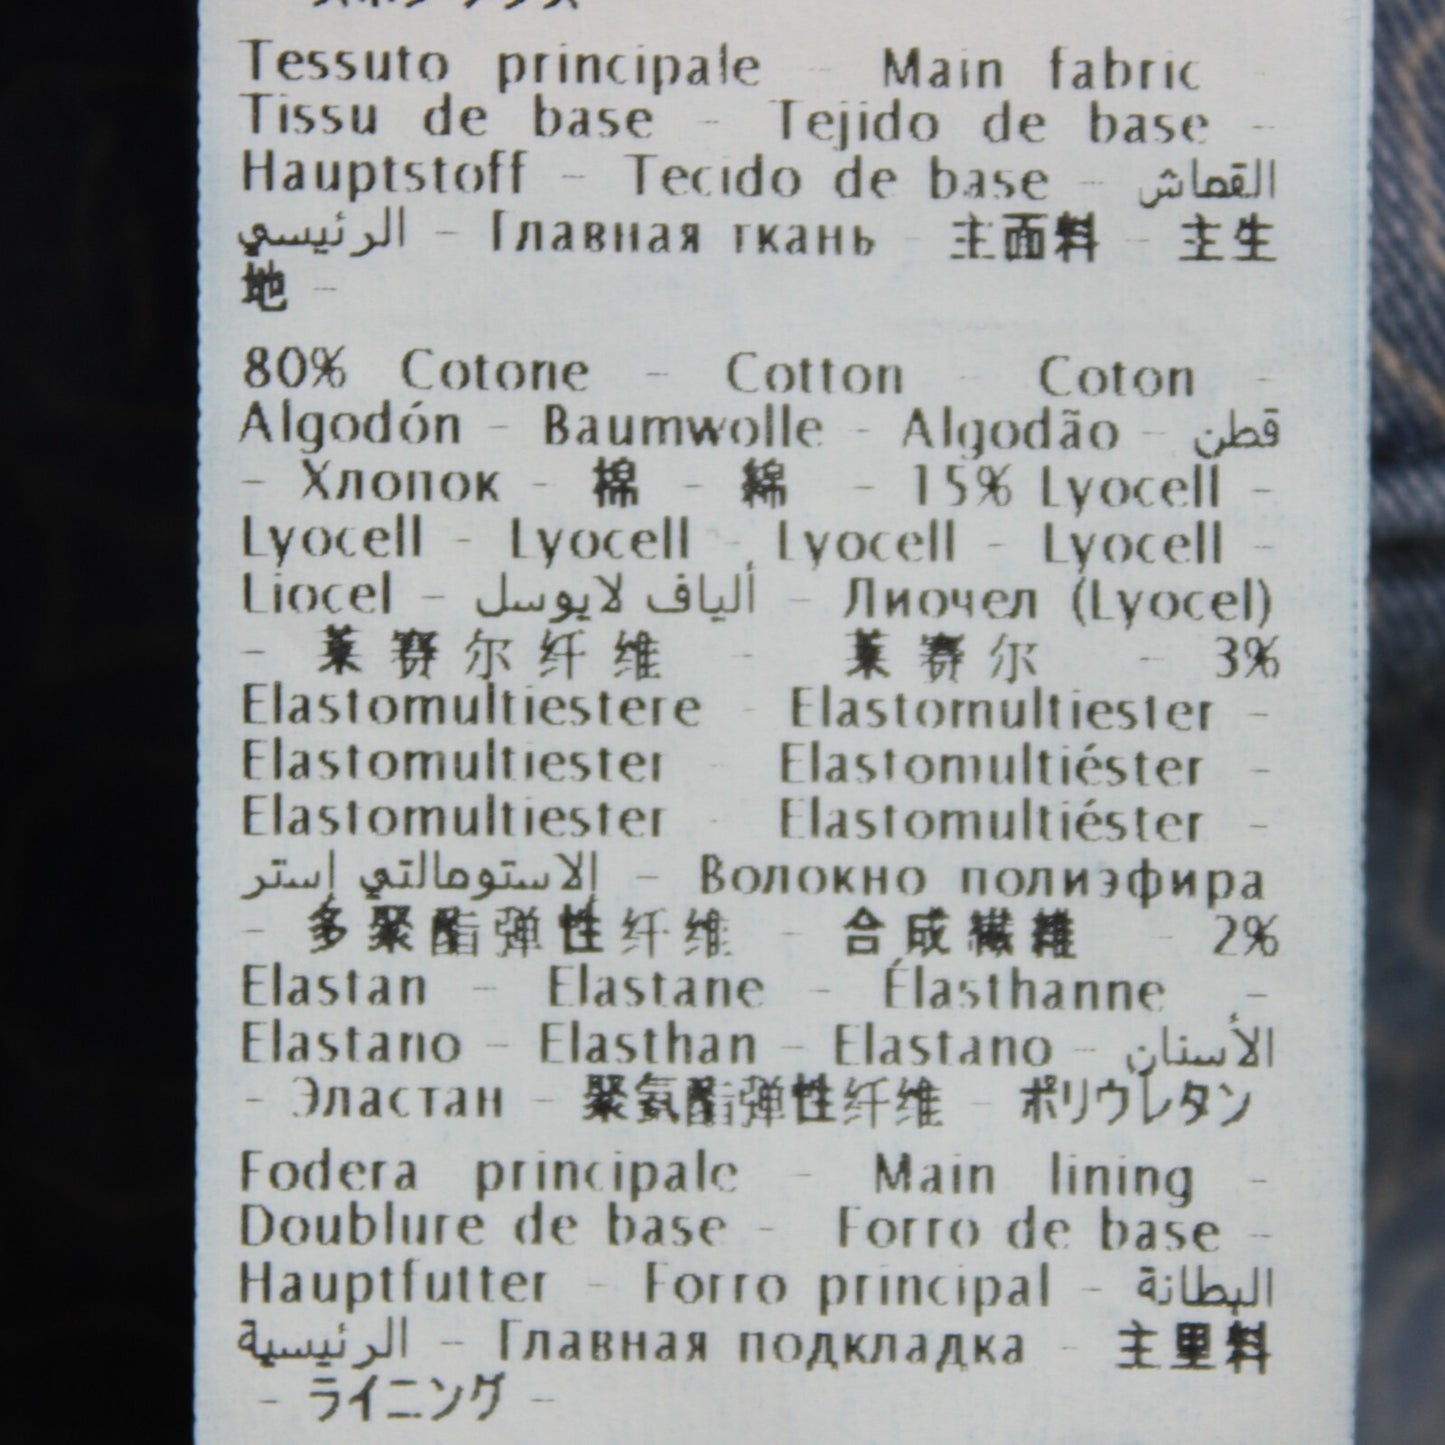 Tessuto principale - Main fabric -
Tissu de base - Tejido de base -
Hauptstoff - Tecido de base - القماش
الرئيسي - Главная ткань - 主面料 - 主生
地 -
80% Cotone - Cotton - Coton -
Algodón - Baumwolle - Algodão - قطن
- Хлопок - 棉 - 綿 - 15% Lyocell -
Lyocell - Lyocell - Lyocell - Lyocell -
Liocel - ألياف لايوسل - Лиочел (Lyocel)
- 莱赛尔纤维 - 莱赛尔 - 3%
Elastomultiestere - Elastomultiester -
Elastomultiester - Elastomultiéster -
Elastomultiester - Elastomultiéster -
الاستومالتي إستر - Волокно полиэфира
- 多聚酯弹性纤维 - 合成繊維 - 2%
Elastan - Elastane - Élasthanne -
Elastano - Elasthan - Elastano - الأستان
- Эластан - 聚氨酯弹性纤维 - ポリウレタン
Fodera principale - Main lining -
Doublure de base - Forro de base -
Hauptfutter - Forro principal - البطانة
الرئيسية - Главная подкладка - 主里料
- ライニング -